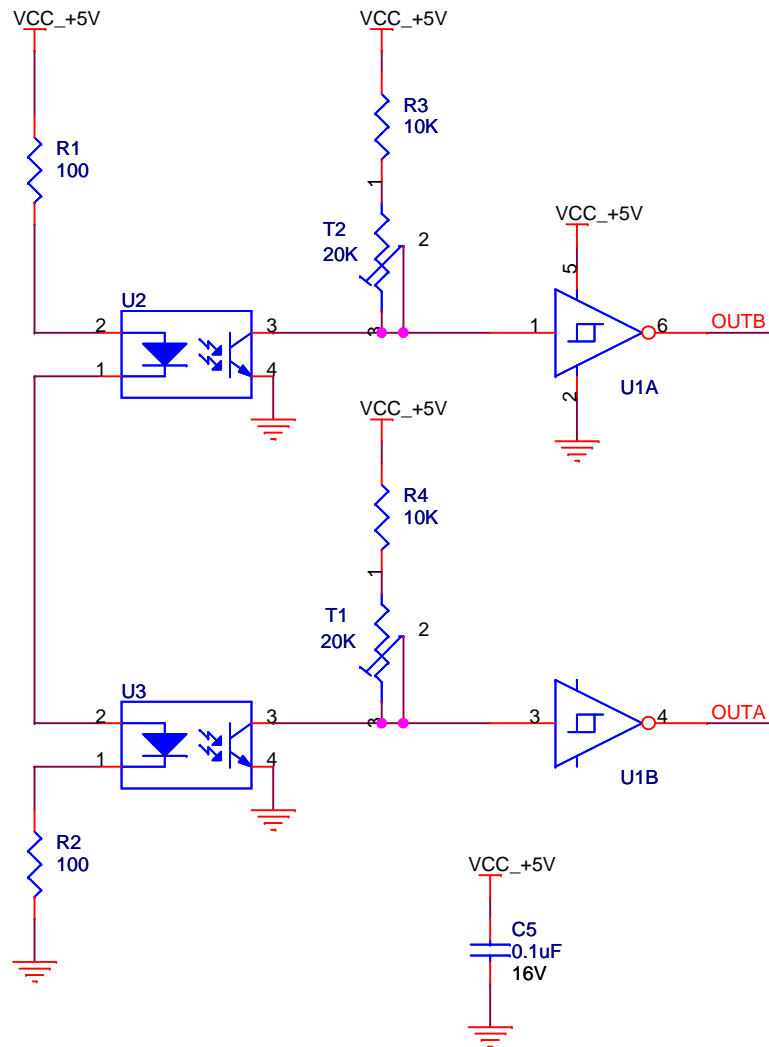 VCC_+5V
VCC_+5V
R3
10K
R1
100
1
T2
20K
2
VCC_+5V
5
U2
2
3
3
1
6
OUTB
1
4
2
U1A
VCC_+5V
R4
10K
1
T1
20K
2
U3
2
3
3
3
4
OUTA
1
4
U1B
R2
100
VCC_+5V
C5
0.1uF
16V